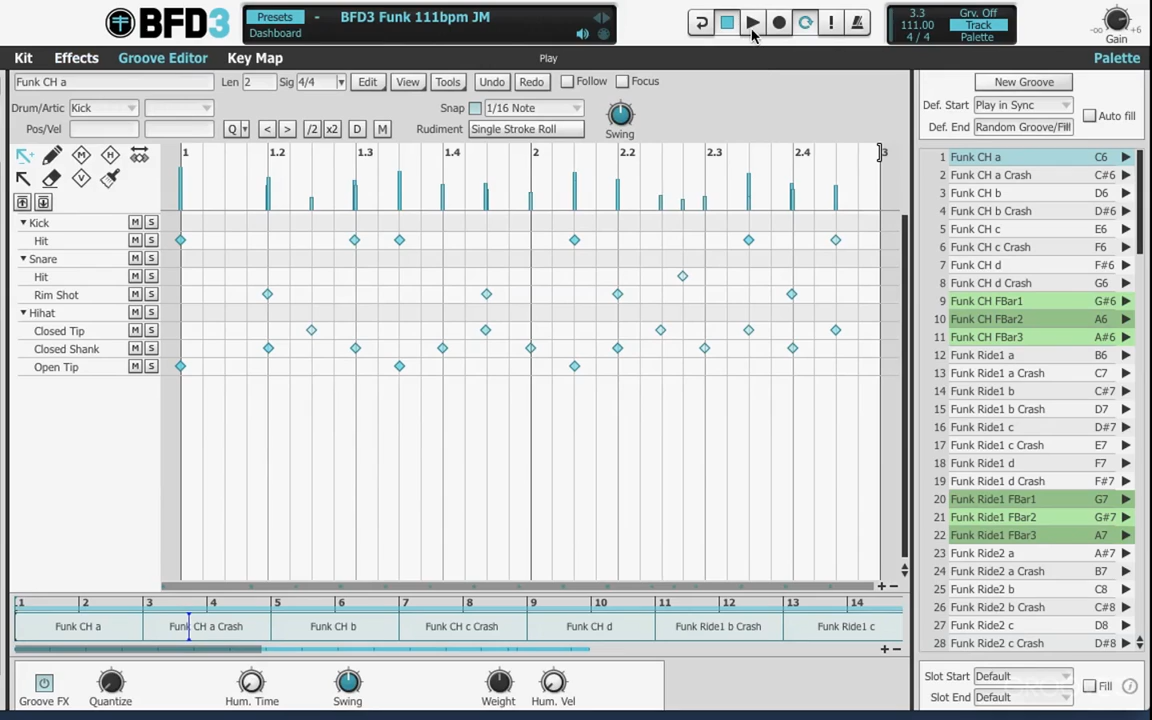 BFD3
Presets - BFD3 Funk 111bpm JM
Dashboard
3.3 Grv. Off
111.00 Track
4 / 4 Palette
-∞ +6
Gain
Kit Effects Groove Editor Key Map Play Palette
Funk CH a Len 2 Sig 4/4 Edit View Tools Undo Redo Follow Focus
Drum/Artic Kick Snap 1/16 Note
Pos/Vel Q < > /2 x2 D M Rudiment Single Stroke Roll Swing
New Groove
Def. Start Play in Sync
Def. End Random Groove/Fill
Auto fill
1 1.2 1.3 1.4 2 2.2 2.3 2.4 3
M H
V
Kick M S
Hit M S
Snare M S
Hit M S
Rim Shot M S
Hihat M S
Closed Tip M S
Closed Shank M S
Open Tip M S
1 Funk CH a C6
2 Funk CH a Crash C#6
3 Funk CH b D6
4 Funk CH b Crash D#6
5 Funk CH c E6
6 Funk CH c Crash F6
7 Funk CH d F#6
8 Funk CH d Crash G6
9 Funk CH FBar1 G#6
10 Funk CH FBar2 A6
11 Funk CH FBar3 A#6
12 Funk Ride1 a B6
13 Funk Ride1 a Crash C7
14 Funk Ride1 b C#7
15 Funk Ride1 b Crash D7
16 Funk Ride1 c D#7
17 Funk Ride1 c Crash E7
18 Funk Ride1 d F7
19 Funk Ride1 d Crash F#7
20 Funk Ride1 FBar1 G7
21 Funk Ride1 FBar2 G#7
22 Funk Ride1 FBar3 A7
23 Funk Ride2 a A#7
24 Funk Ride2 a Crash B7
25 Funk Ride2 b C8
26 Funk Ride2 b Crash C#8
27 Funk Ride2 c D8
28 Funk Ride2 c Crash D#8
1 2 3 4 5 6 7 8 9 10 11 12 13 14
Funk CH a Funk CH a Crash Funk CH b Funk CH c Crash Funk CH d Funk Ride1 b Crash Funk Ride1 c
Groove FX Quantize Hum. Time Swing Weight Hum. Vel
Slot Start Default
Slot End Default
Fill i